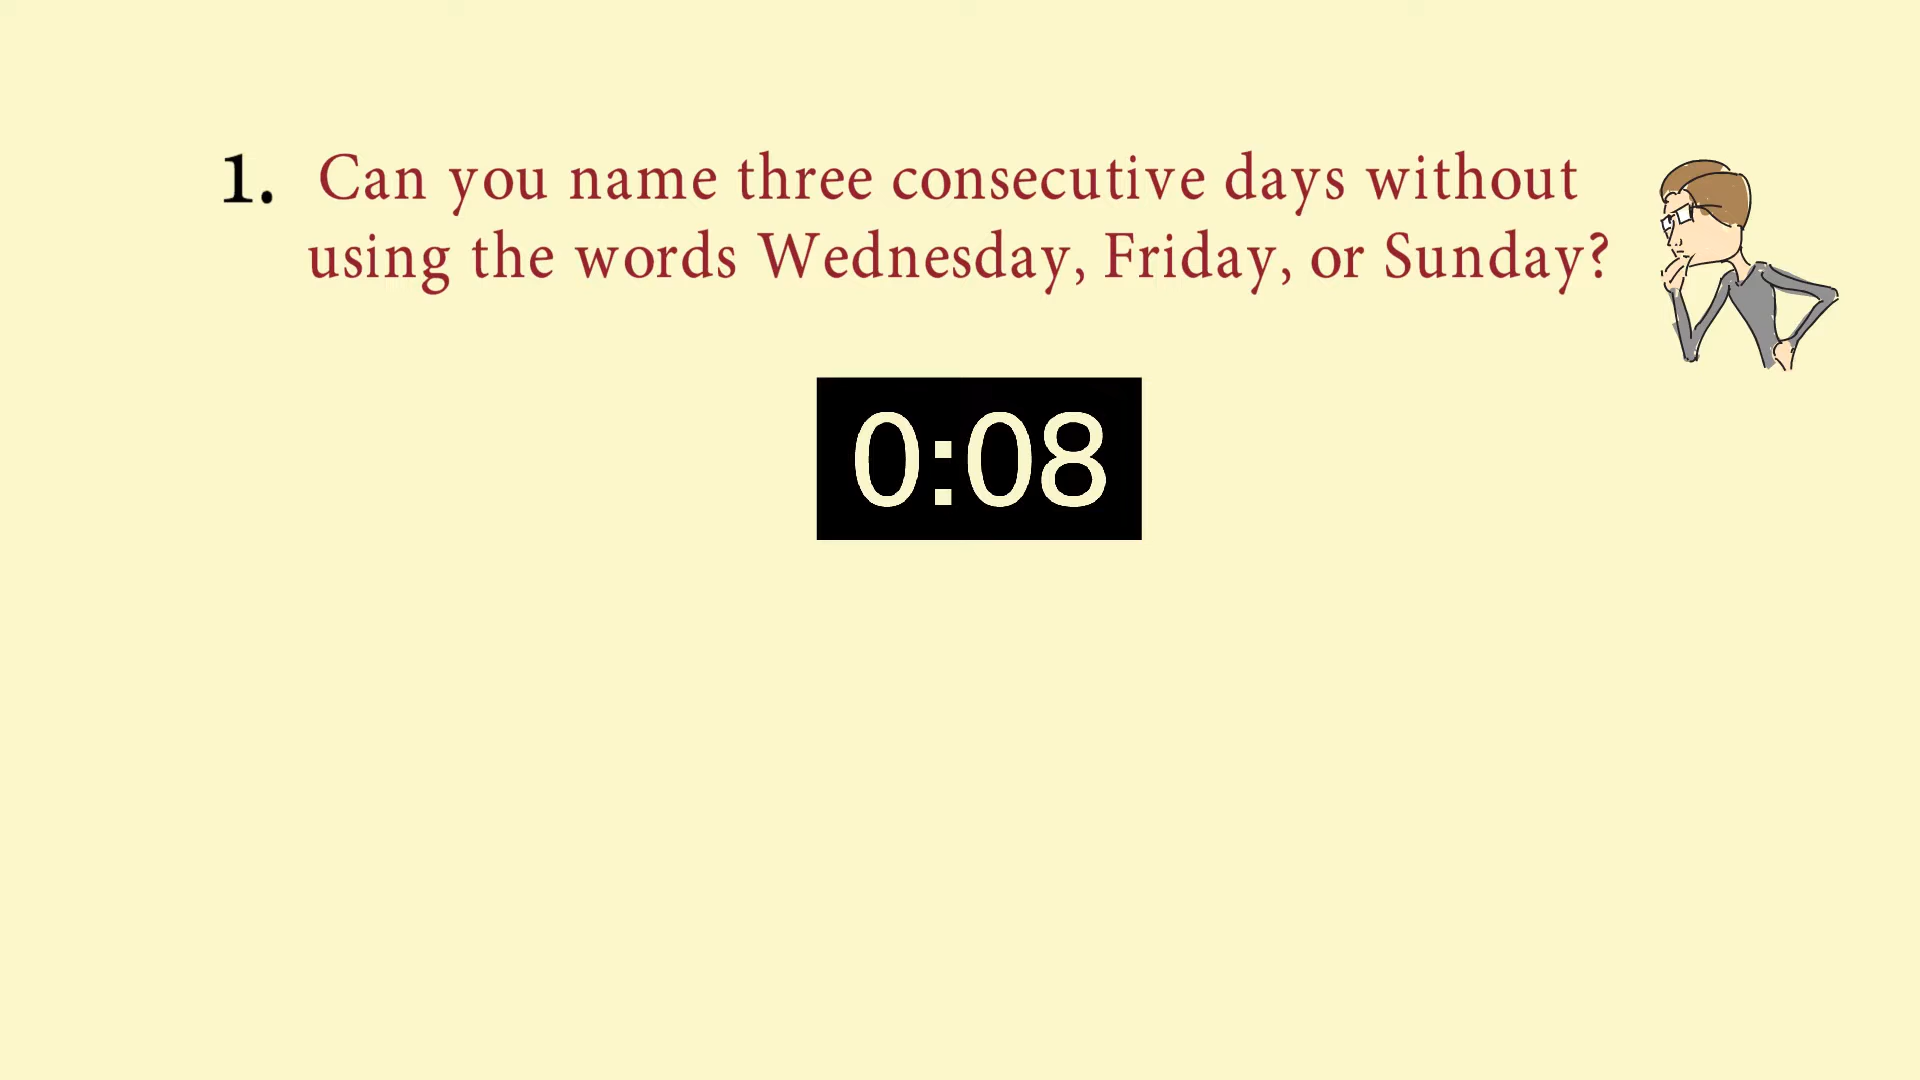 1. Can you name three consecutive days without
using the words Wednesday, Friday, or Sunday?
0:08